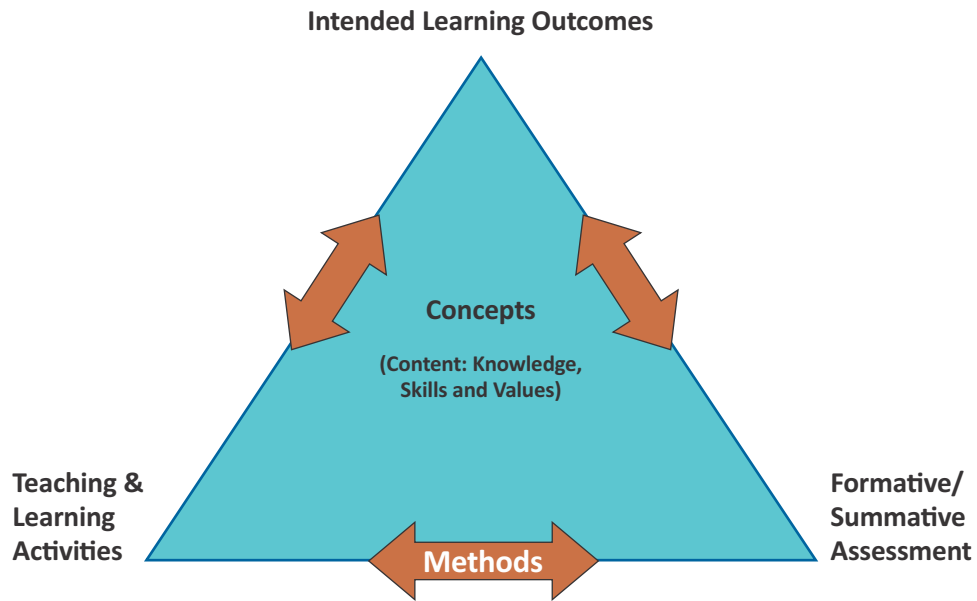 Intended Learning Outcomes
Concepts
(Content: Knowledge,
Skills and Values)
Teaching &
Learning
Activities
Formative/
Summative
Assessment
Methods